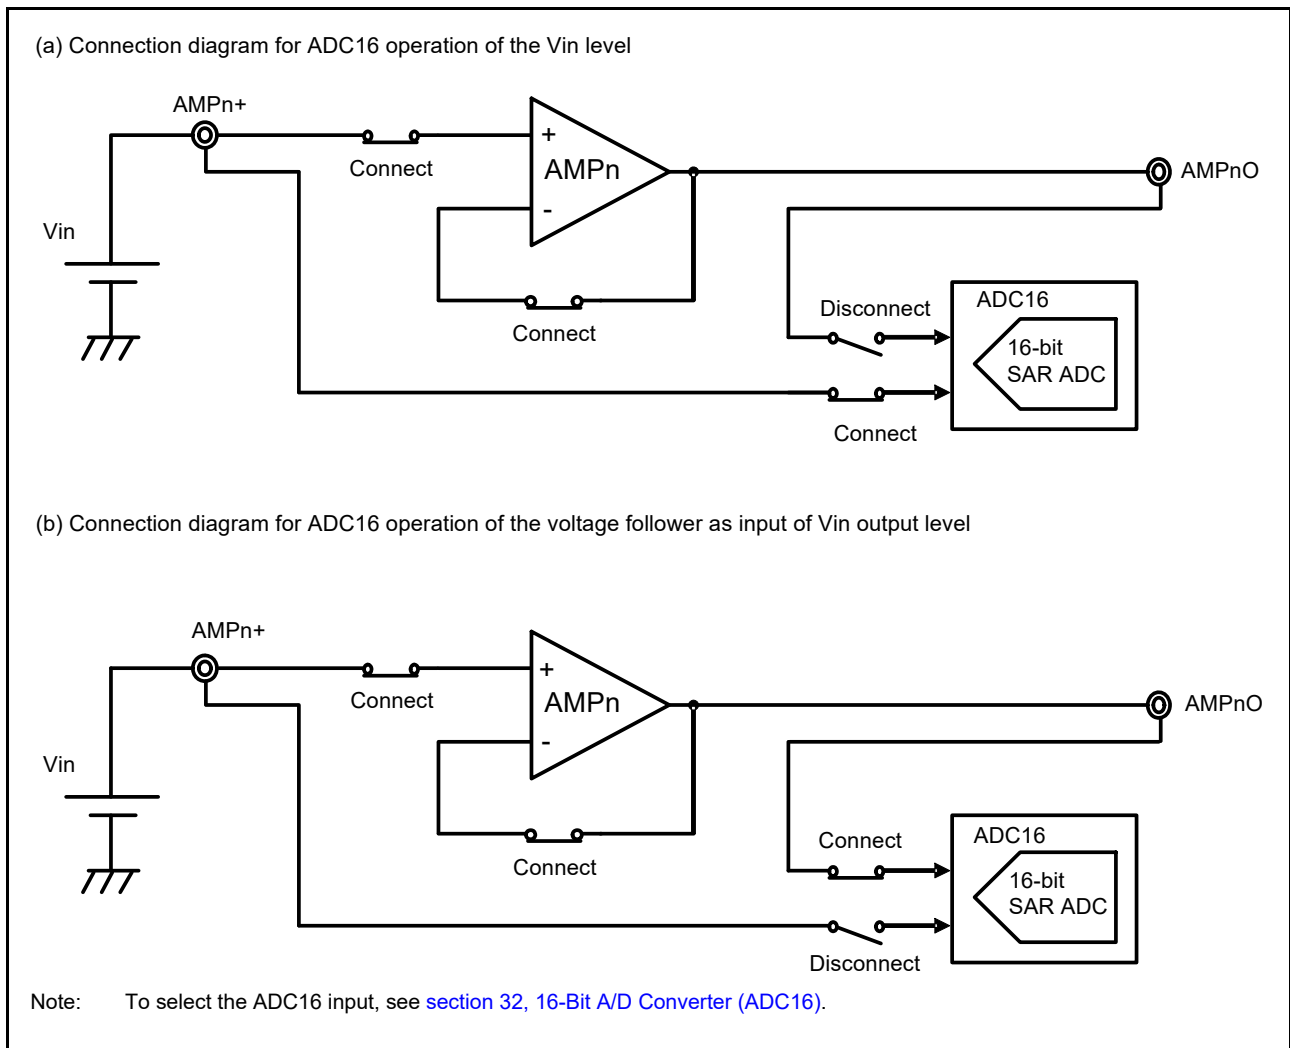 (a) Connection diagram for ADC16 operation of the Vin level
AMPn+
Connect
+
AMPn
-
AMPnO
Vin
Connect
Disconnect
ADC16
16-bit
SAR ADC
Connect
(b) Connection diagram for ADC16 operation of the voltage follower as input of Vin output level
AMPn+
Connect
+
AMPn
-
AMPnO
Vin
Connect
Connect
ADC16
16-bit
SAR ADC
Disconnect
Note: To select the ADC16 input, see section 32, 16-Bit A/D Converter (ADC16).